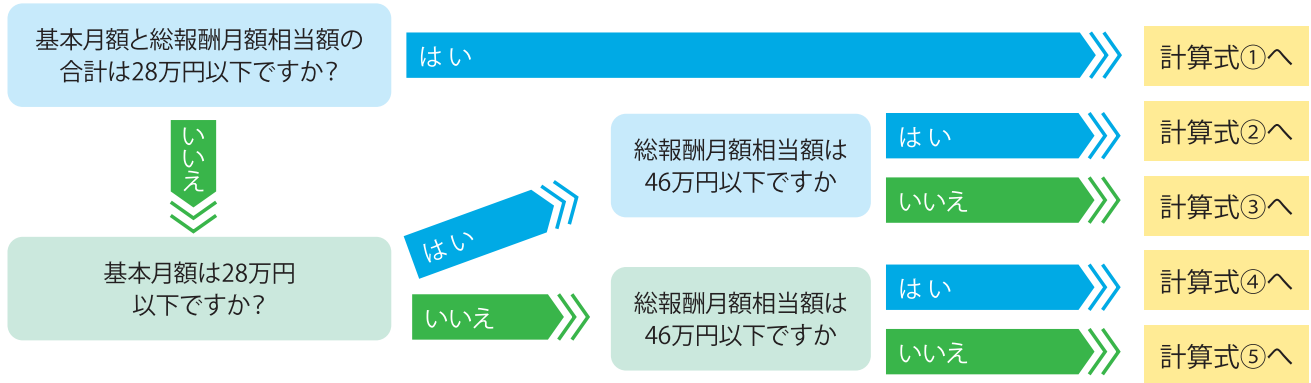 基本月額と総報酬月額相当額の
合計は28万円以下ですか？
はい
計算式①へ
いいえ
総報酬月額相当額は
46万円以下ですか
はい
計算式②へ
いいえ
計算式③へ
基本月額は28万円
以下ですか？
はい
いいえ
総報酬月額相当額は
46万円以下ですか
はい
計算式④へ
いいえ
計算式⑤へ